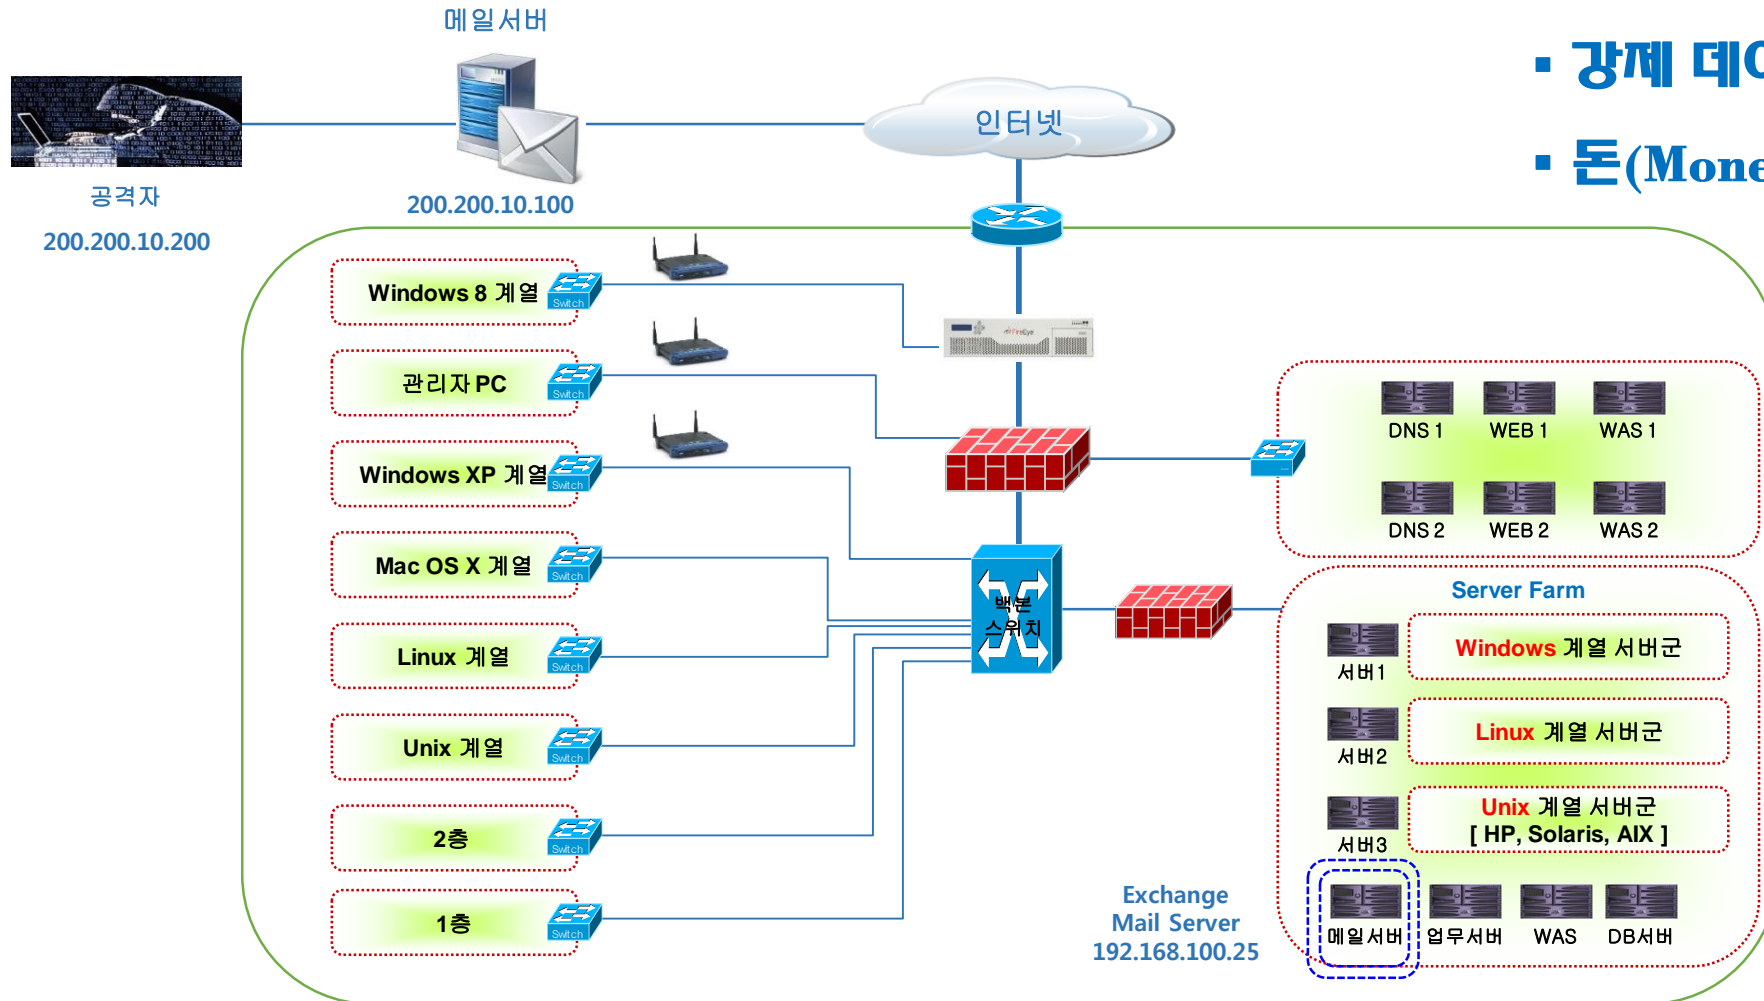 메일서버
▪ 강제 데
인터넷
▪ 돈(Mone
공격자
200.200.10.100
200.200.10.200
Windows 8 계열
Switch
FireEye
관리자 PC
Switch
DNS 1
WEB 1
WAS 1
Windows XP 계열
Switch
DNS 2
WEB 2
WAS 2
Mac OS X 계열
Switch
백본
스위치
Server Farm
Linux 계열
Switch
서버1
Windows 계열 서버군
Unix 계열
Switch
서버2
Linux 계열 서버군
2층
Switch
서버3
Unix 계열 서버군
[ HP, Solaris, AIX ]
1층
Switch
Exchange
Mail Server
192.168.100.25
메일서버
업무서버
WAS
DB서버